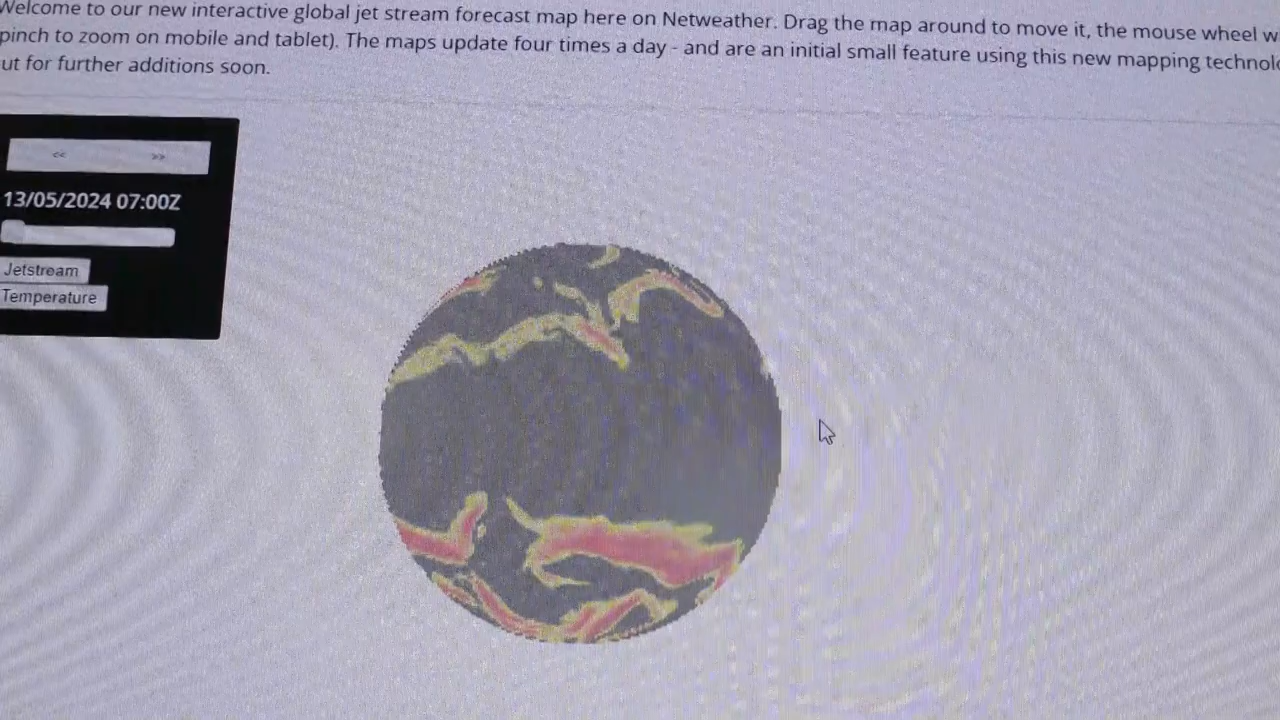 Welcome to our new interactive global jet stream forecast map here on Netweather. Drag the map around to move it, the mouse wheel
pinch to zoom on mobile and tablet). The maps update four times a day - and are an initial small feature using this new mapping
ut for further additions soon.
<< >>
13/05/2024 07:00Z
Jetstream
Temperature